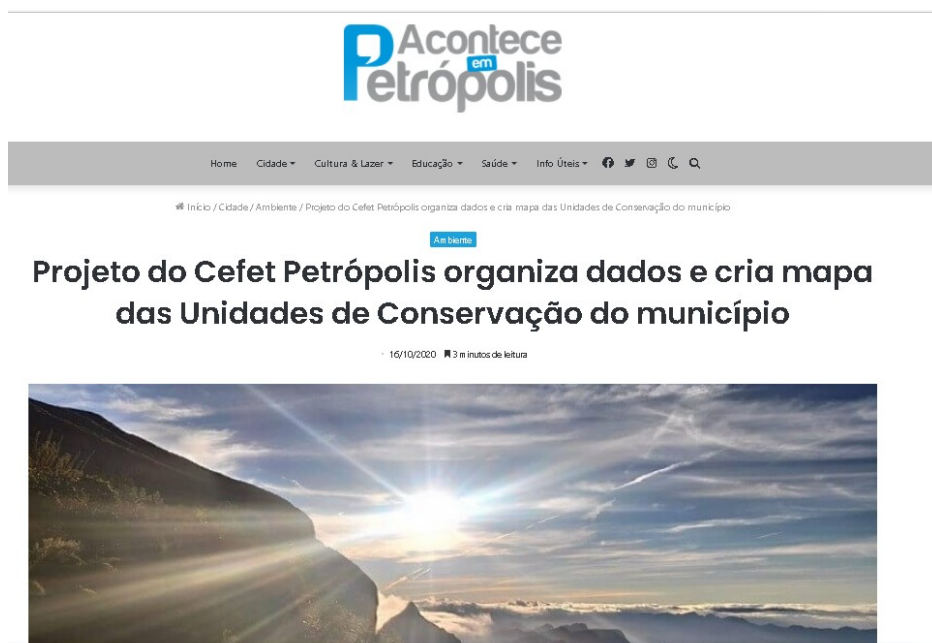 Acontece
em
Petrópolis
Home Cidade Cultura & Lazer Educação Saúde Info Úteis
Início / Cidade / Ambiente / Projeto do Cefet Petrópolis organiza dados e cria mapa das Unidades de Conservação do município
Ambiente
Projeto do Cefet Petrópolis organiza dados e cria mapa
das Unidades de Conservação do município
16/10/2020 3 minutos de leitura